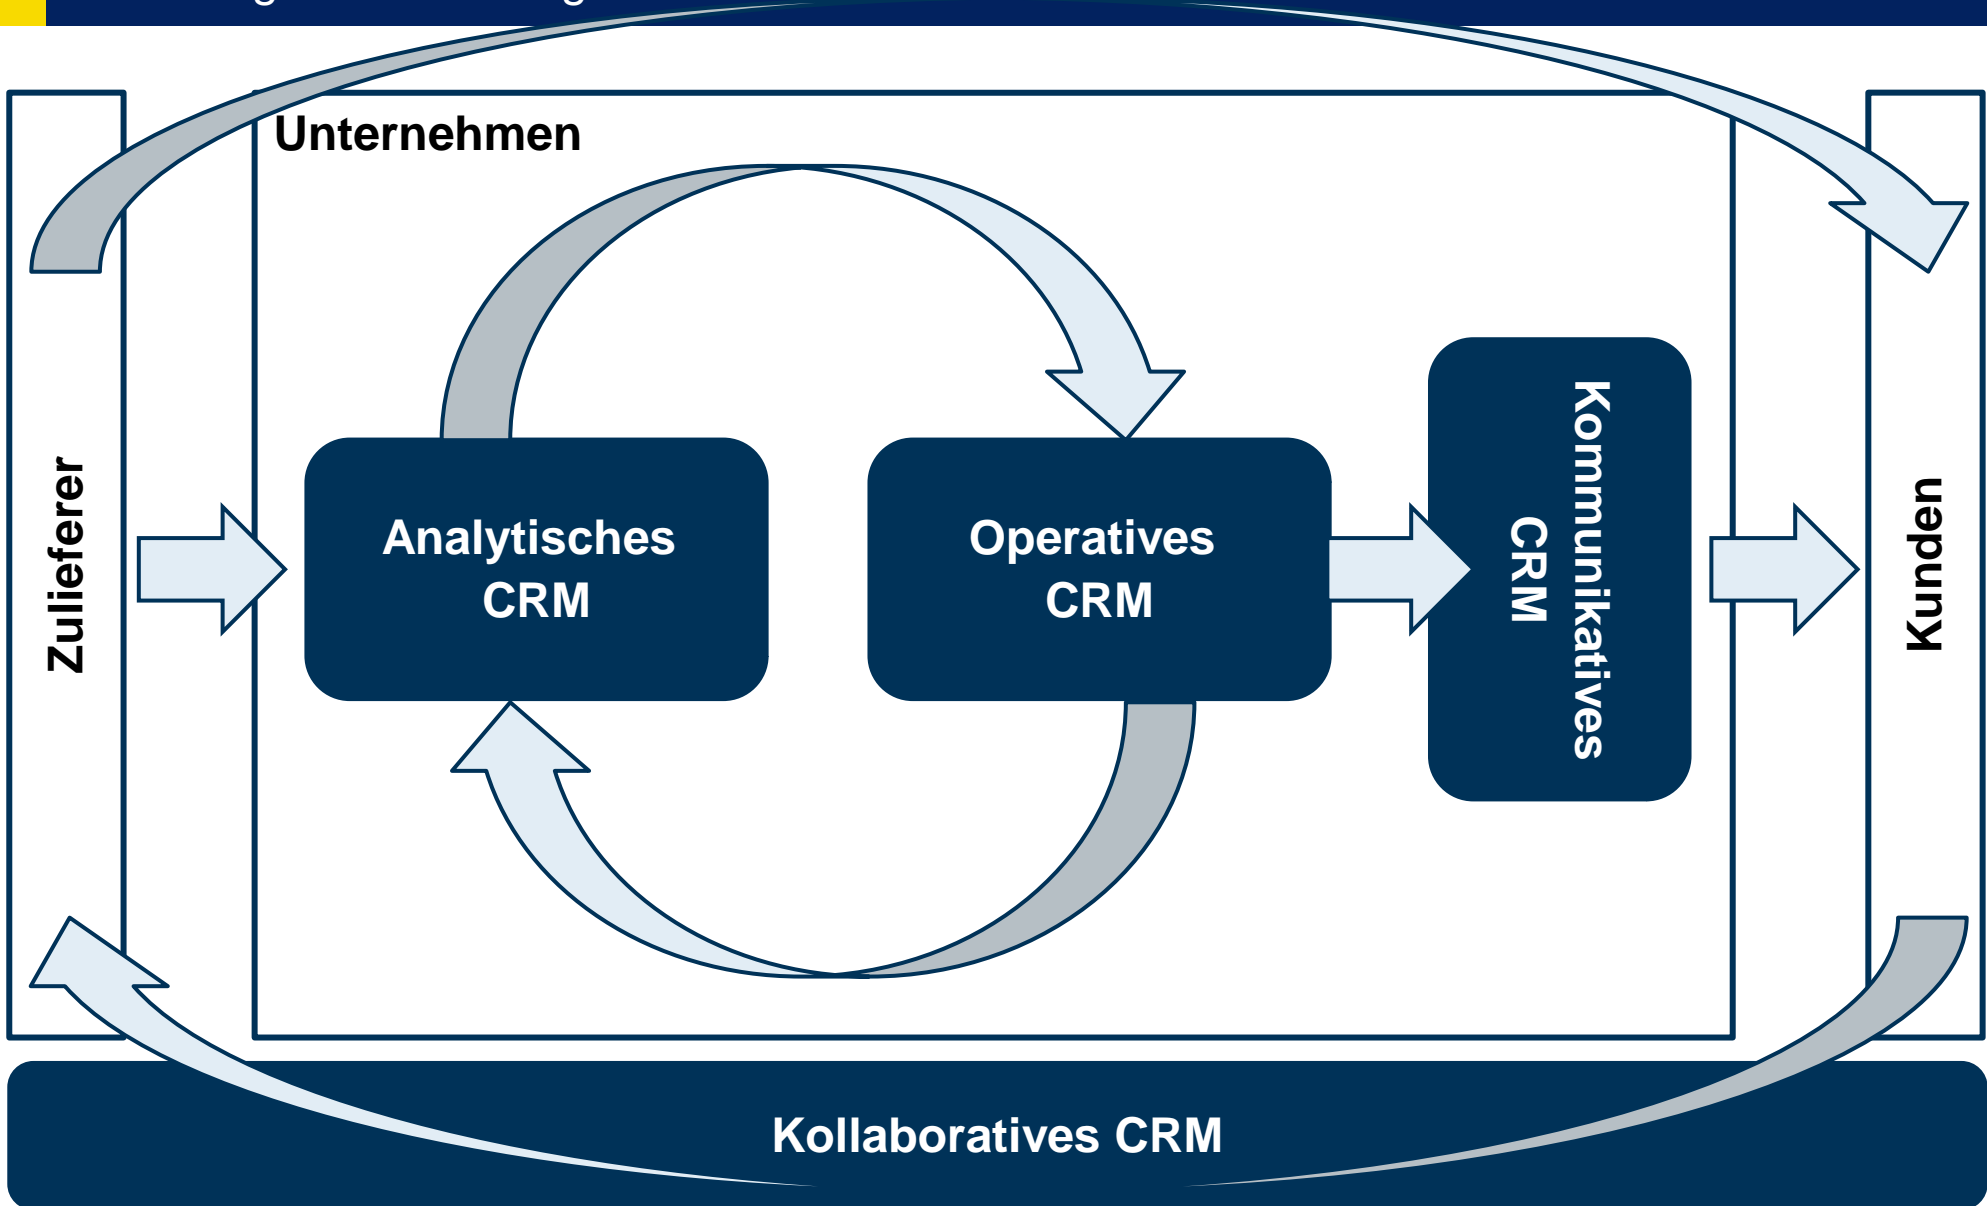 Unternehmen
Zulieferer
Analytisches
CRM
Operatives
CRM
Kommunikatives
CRM
Kunden
Kollaboratives CRM